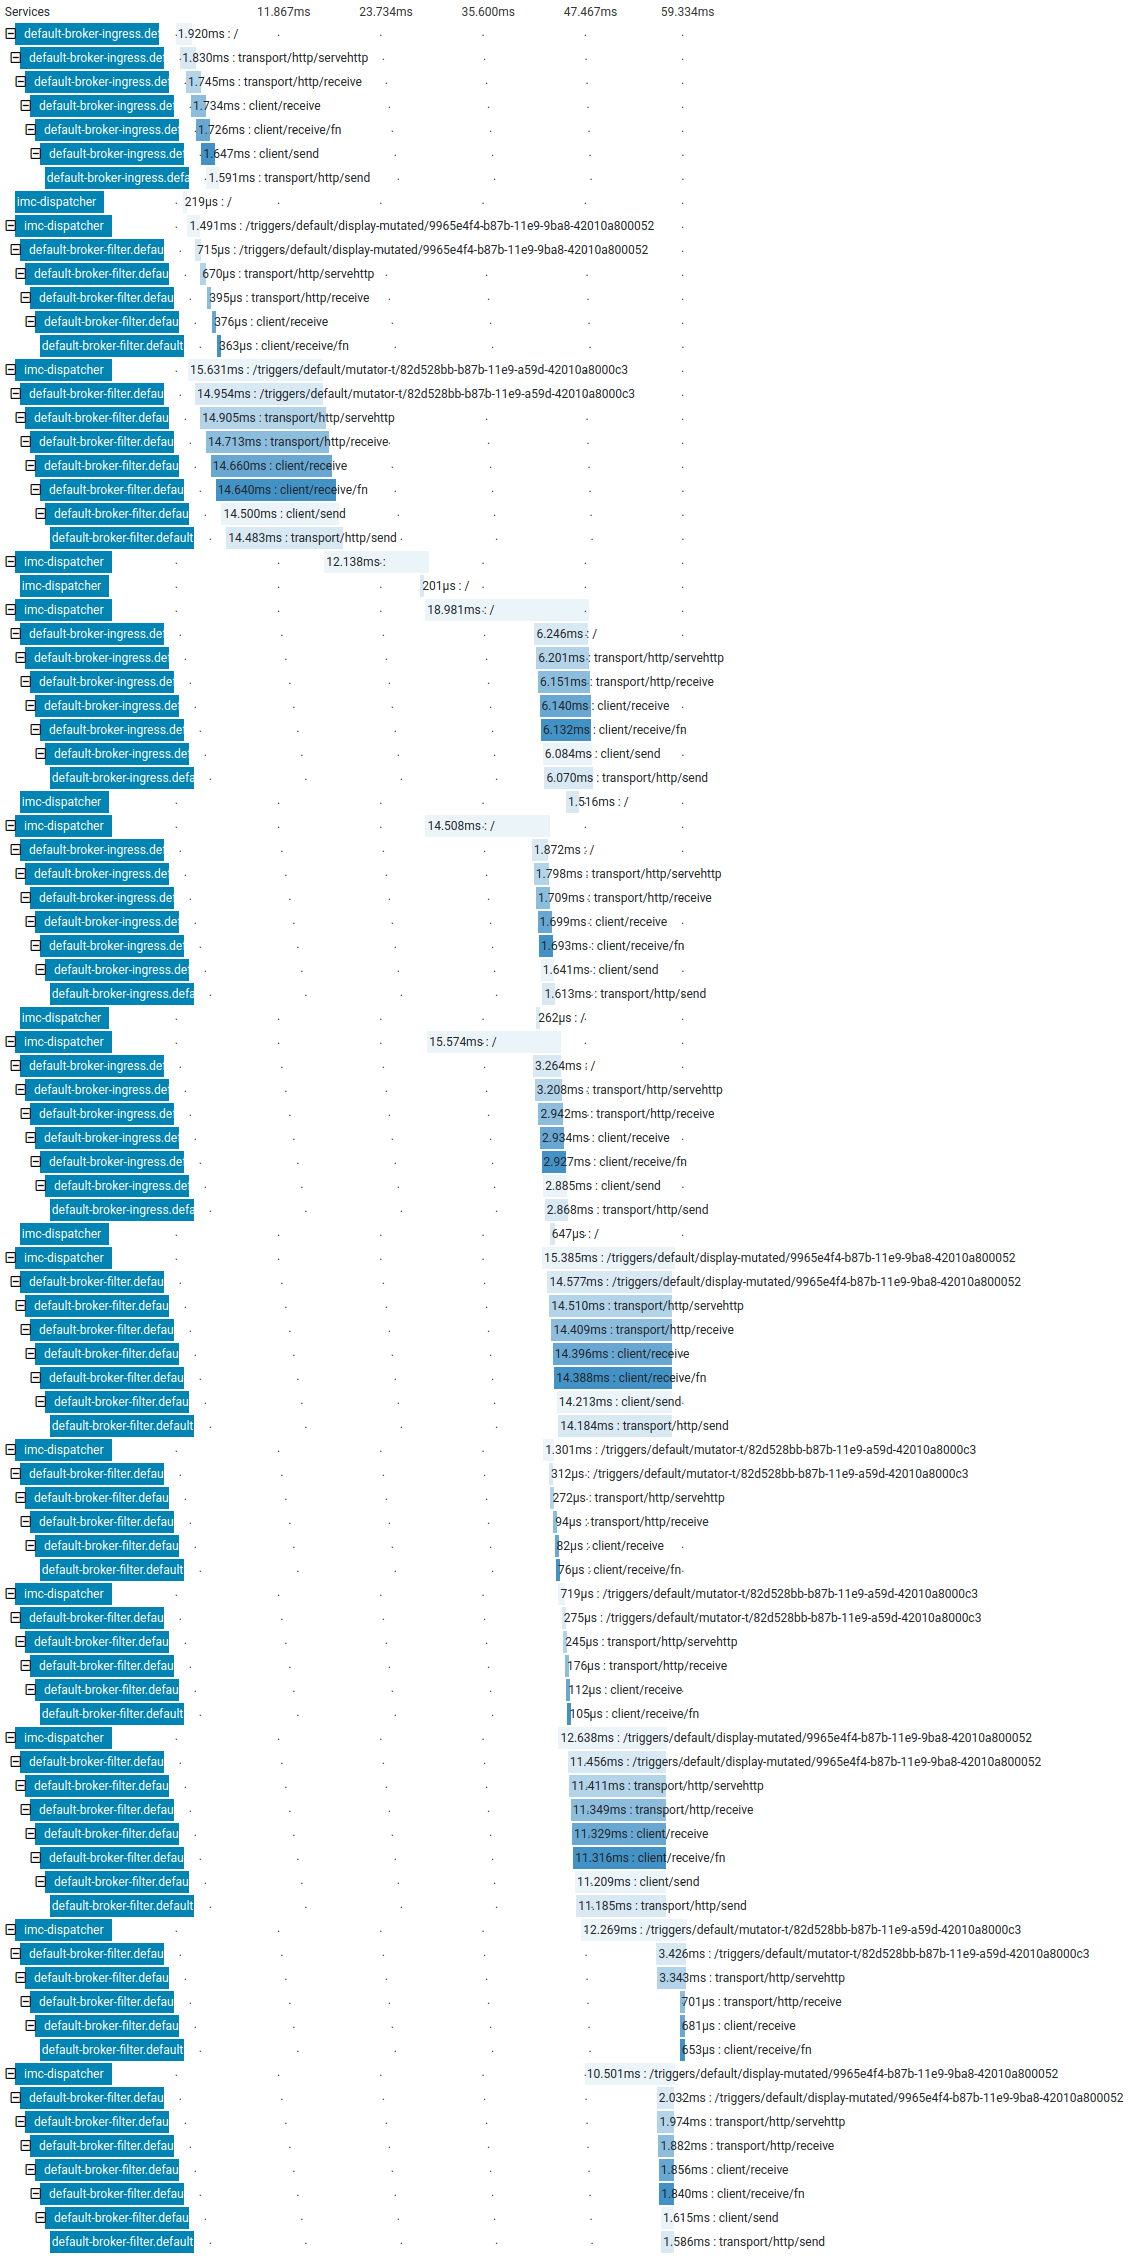 Services 11.867ms 23.734ms 35.600ms 47.467ms 59.334ms
default-broker-ingress.def 1.920ms : /
default-broker-ingress.def 1.830ms : transport/http/servehttp
default-broker-ingress.def 1.745ms : transport/http/receive
default-broker-ingress.def 1.734ms : client/receive
default-broker-ingress.def 1.726ms : client/receive/fn
default-broker-ingress.def 1.647ms : client/send
default-broker-ingress.defa 1.591ms : transport/http/send
imc-dispatcher 219µs : /
imc-dispatcher 1.491ms : /triggers/default/display-mutated/9965e4f4-b87b-11e9-9ba8-42010a800052
default-broker-filter.defau 715µs : /triggers/default/display-mutated/9965e4f4-b87b-11e9-9ba8-42010a800052
default-broker-filter.defau 670µs : transport/http/servehttp
default-broker-filter.defau 395µs : transport/http/receive
default-broker-filter.defau 376µs : client/receive
default-broker-filter.default 363µs : client/receive/fn
imc-dispatcher 15.631ms : /triggers/default/mutator-t/82d528bb-b87b-11e9-a59d-42010a8000c3
default-broker-filter.defau 14.954ms : /triggers/default/mutator-t/82d528bb-b87b-11e9-a59d-42010a8000c3
default-broker-filter.defau 14.905ms : transport/http/servehttp
default-broker-filter.defau 14.713ms : transport/http/receive
default-broker-filter.defau 14.660ms : client/receive
default-broker-filter.defau 14.640ms : client/receive/fn
default-broker-filter.defau 14.500ms : client/send
default-broker-filter.default 14.483ms : transport/http/send
imc-dispatcher 12.138ms :
imc-dispatcher 201µs : /
imc-dispatcher 18.981ms : /
default-broker-ingress.def 6.246ms : /
default-broker-ingress.def 6.201ms : transport/http/servehttp
default-broker-ingress.def 6.151ms : transport/http/receive
default-broker-ingress.def 6.140ms : client/receive
default-broker-ingress.def 6.132ms : client/receive/fn
default-broker-ingress.def 6.084ms : client/send
default-broker-ingress.defa 6.070ms : transport/http/send
imc-dispatcher 1.516ms : /
imc-dispatcher 14.508ms : /
default-broker-ingress.def 1.872ms : /
default-broker-ingress.def 1.798ms : transport/http/servehttp
default-broker-ingress.def 1.709ms : transport/http/receive
default-broker-ingress.def 1.699ms : client/receive
default-broker-ingress.def 1.693ms : client/receive/fn
default-broker-ingress.def 1.641ms : client/send
default-broker-ingress.defa 1.613ms : transport/http/send
imc-dispatcher 262µs : /
imc-dispatcher 15.574ms : /
default-broker-ingress.def 3.264ms : /
default-broker-ingress.def 3.208ms : transport/http/servehttp
default-broker-ingress.def 2.942ms : transport/http/receive
default-broker-ingress.def 2.934ms : client/receive
default-broker-ingress.def 2.927ms : client/receive/fn
default-broker-ingress.def 2.885ms : client/send
default-broker-ingress.defa 2.868ms : transport/http/send
imc-dispatcher 647µs : /
imc-dispatcher 15.385ms : /triggers/default/display-mutated/9965e4f4-b87b-11e9-9ba8-42010a800052
default-broker-filter.defau 14.577ms : /triggers/default/display-mutated/9965e4f4-b87b-11e9-9ba8-42010a800052
default-broker-filter.defau 14.510ms : transport/http/servehttp
default-broker-filter.defau 14.409ms : transport/http/receive
default-broker-filter.defau 14.396ms : client/receive
default-broker-filter.defau 14.388ms : client/receive/fn
default-broker-filter.defau 14.213ms : client/send
default-broker-filter.default 14.184ms : transport/http/send
imc-dispatcher 1.301ms : /triggers/default/mutator-t/82d528bb-b87b-11e9-a59d-42010a8000c3
default-broker-filter.defau 312µs : /triggers/default/mutator-t/82d528bb-b87b-11e9-a59d-42010a8000c3
default-broker-filter.defau 272µs : transport/http/servehttp
default-broker-filter.defau 94µs : transport/http/receive
default-broker-filter.defau 82µs : client/receive
default-broker-filter.default 76µs : client/receive/fn
imc-dispatcher 719µs : /triggers/default/mutator-t/82d528bb-b87b-11e9-a59d-42010a8000c3
default-broker-filter.defau 275µs : /triggers/default/mutator-t/82d528bb-b87b-11e9-a59d-42010a8000c3
default-broker-filter.defau 245µs : transport/http/servehttp
default-broker-filter.defau 176µs : transport/http/receive
default-broker-filter.defau 112µs : client/receive
default-broker-filter.default 105µs : client/receive/fn
imc-dispatcher 12.638ms : /triggers/default/display-mutated/9965e4f4-b87b-11e9-9ba8-42010a800052
default-broker-filter.defau 11.456ms : /triggers/default/display-mutated/9965e4f4-b87b-11e9-9ba8-42010a800052
default-broker-filter.defau 11.411ms : transport/http/servehttp
default-broker-filter.defau 11.349ms : transport/http/receive
default-broker-filter.defau 11.329ms : client/receive
default-broker-filter.defau 11.316ms : client/receive/fn
default-broker-filter.defau 11.209ms : client/send
default-broker-filter.default 11.185ms : transport/http/send
imc-dispatcher 12.269ms : /triggers/default/mutator-t/82d528bb-b87b-11e9-a59d-42010a8000c3
default-broker-filter.defau 3.426ms : /triggers/default/mutator-t/82d528bb-b87b-11e9-a59d-42010a8000c3
default-broker-filter.defau 3.343ms : transport/http/servehttp
default-broker-filter.defau 701µs : transport/http/receive
default-broker-filter.defau 681µs : client/receive
default-broker-filter.default 653µs : client/receive/fn
imc-dispatcher 10.501ms : /triggers/default/display-mutated/9965e4f4-b87b-11e9-9ba8-42010a800052
default-broker-filter.defau 2.032ms : /triggers/default/display-mutated/9965e4f4-b87b-11e9-9ba8-42010a800052
default-broker-filter.defau 1.974ms : transport/http/servehttp
default-broker-filter.defau 1.882ms : transport/http/receive
default-broker-filter.defau 1.856ms : client/receive
default-broker-filter.defau 1.840ms : client/receive/fn
default-broker-filter.defau 1.615ms : client/send
default-broker-filter.default 1.586ms : transport/http/send